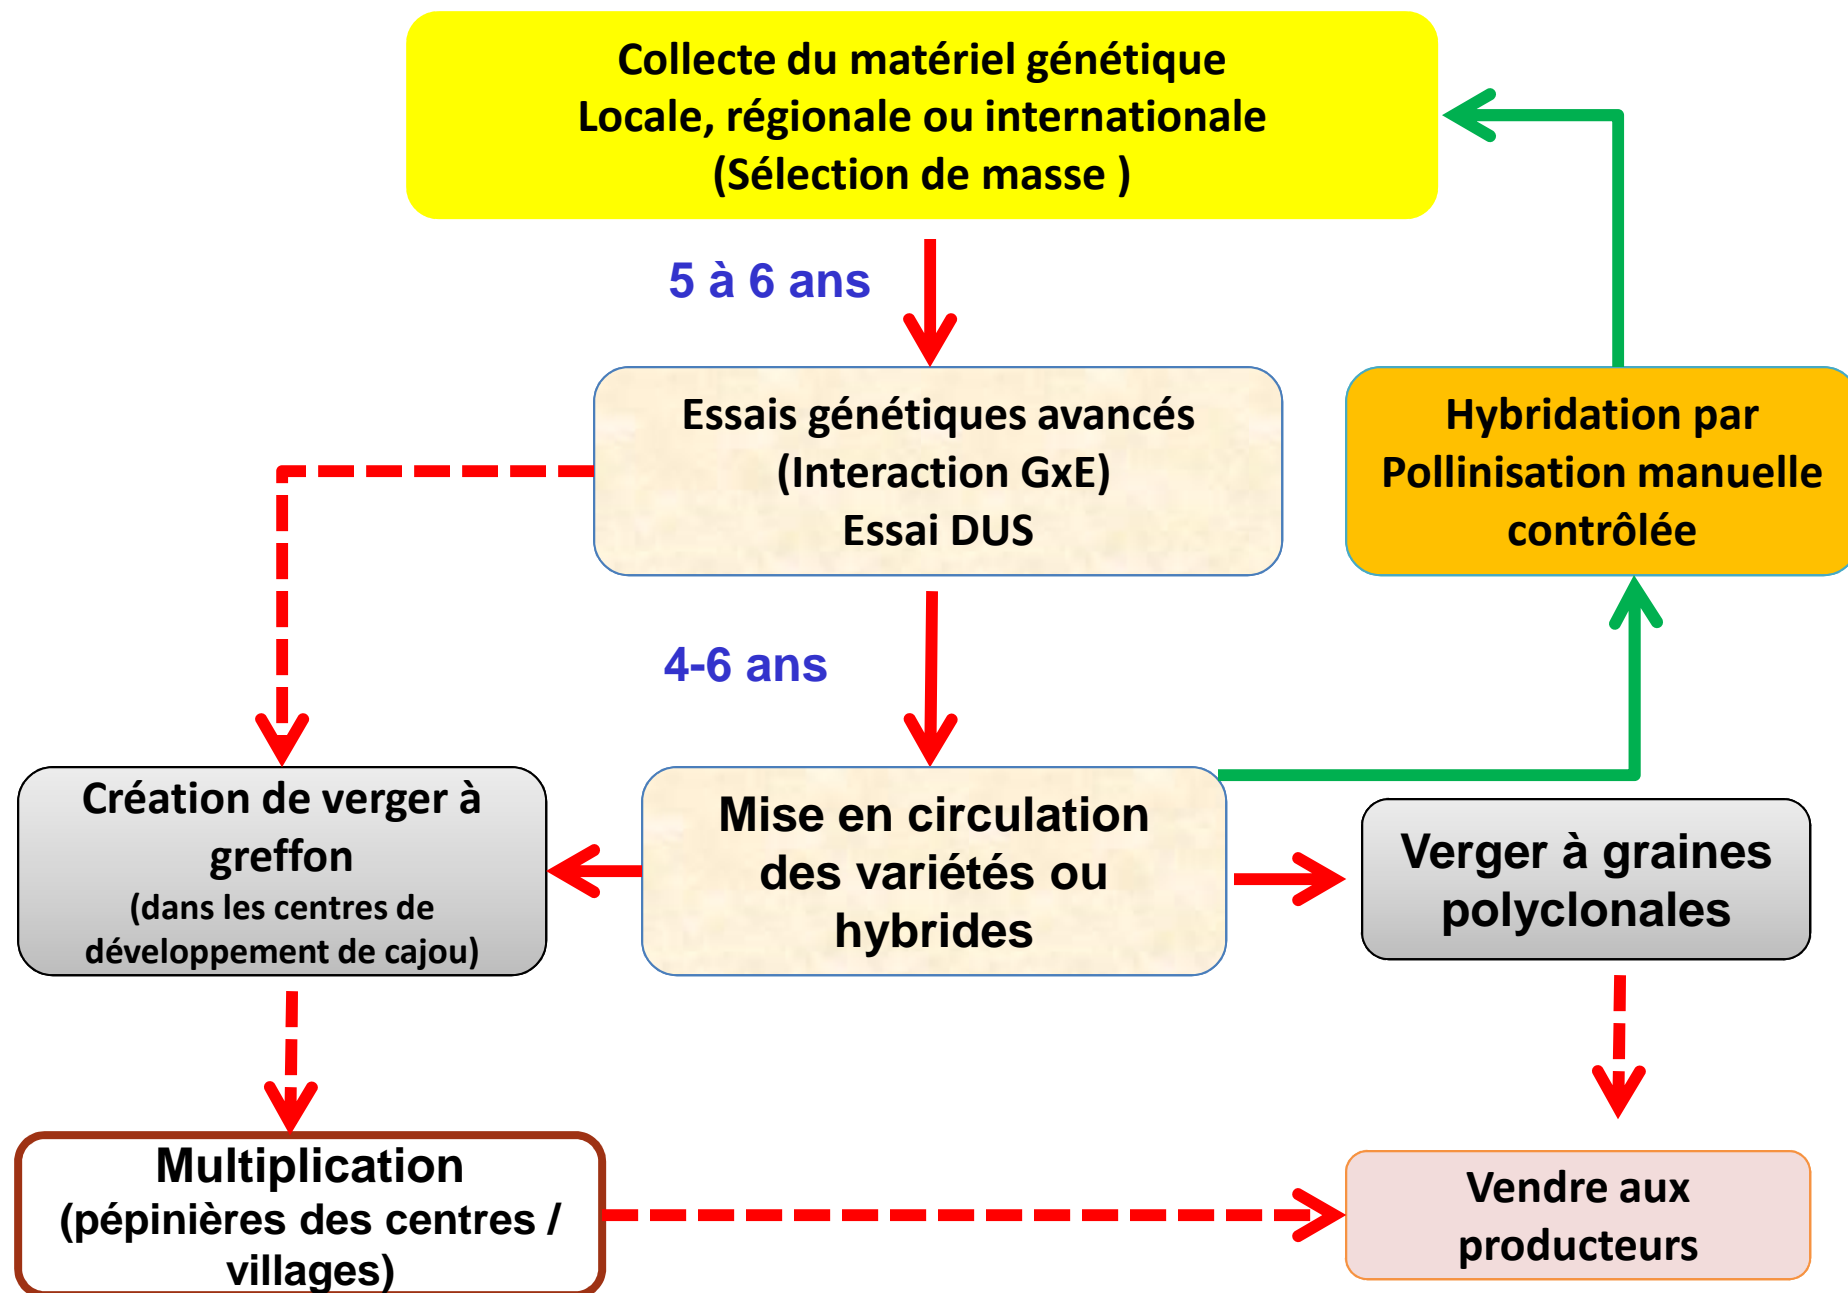 Collecte du matériel génétique
Locale, régionale ou internationale
(Sélection de masse )
5 à 6 ans
Essais génétiques avancés
(Interaction GxE)
Essai DUS
Hybridation par
Pollinisation manuelle
contrôlée
4-6 ans
Création de verger à
greffon
(dans les centres de
développement de cajou)
Mise en circulation
des variétés ou
hybrides
Verger à graines
polyclonales
Multiplication
(pépinières des centres /
villages)
Vendre aux
producteurs